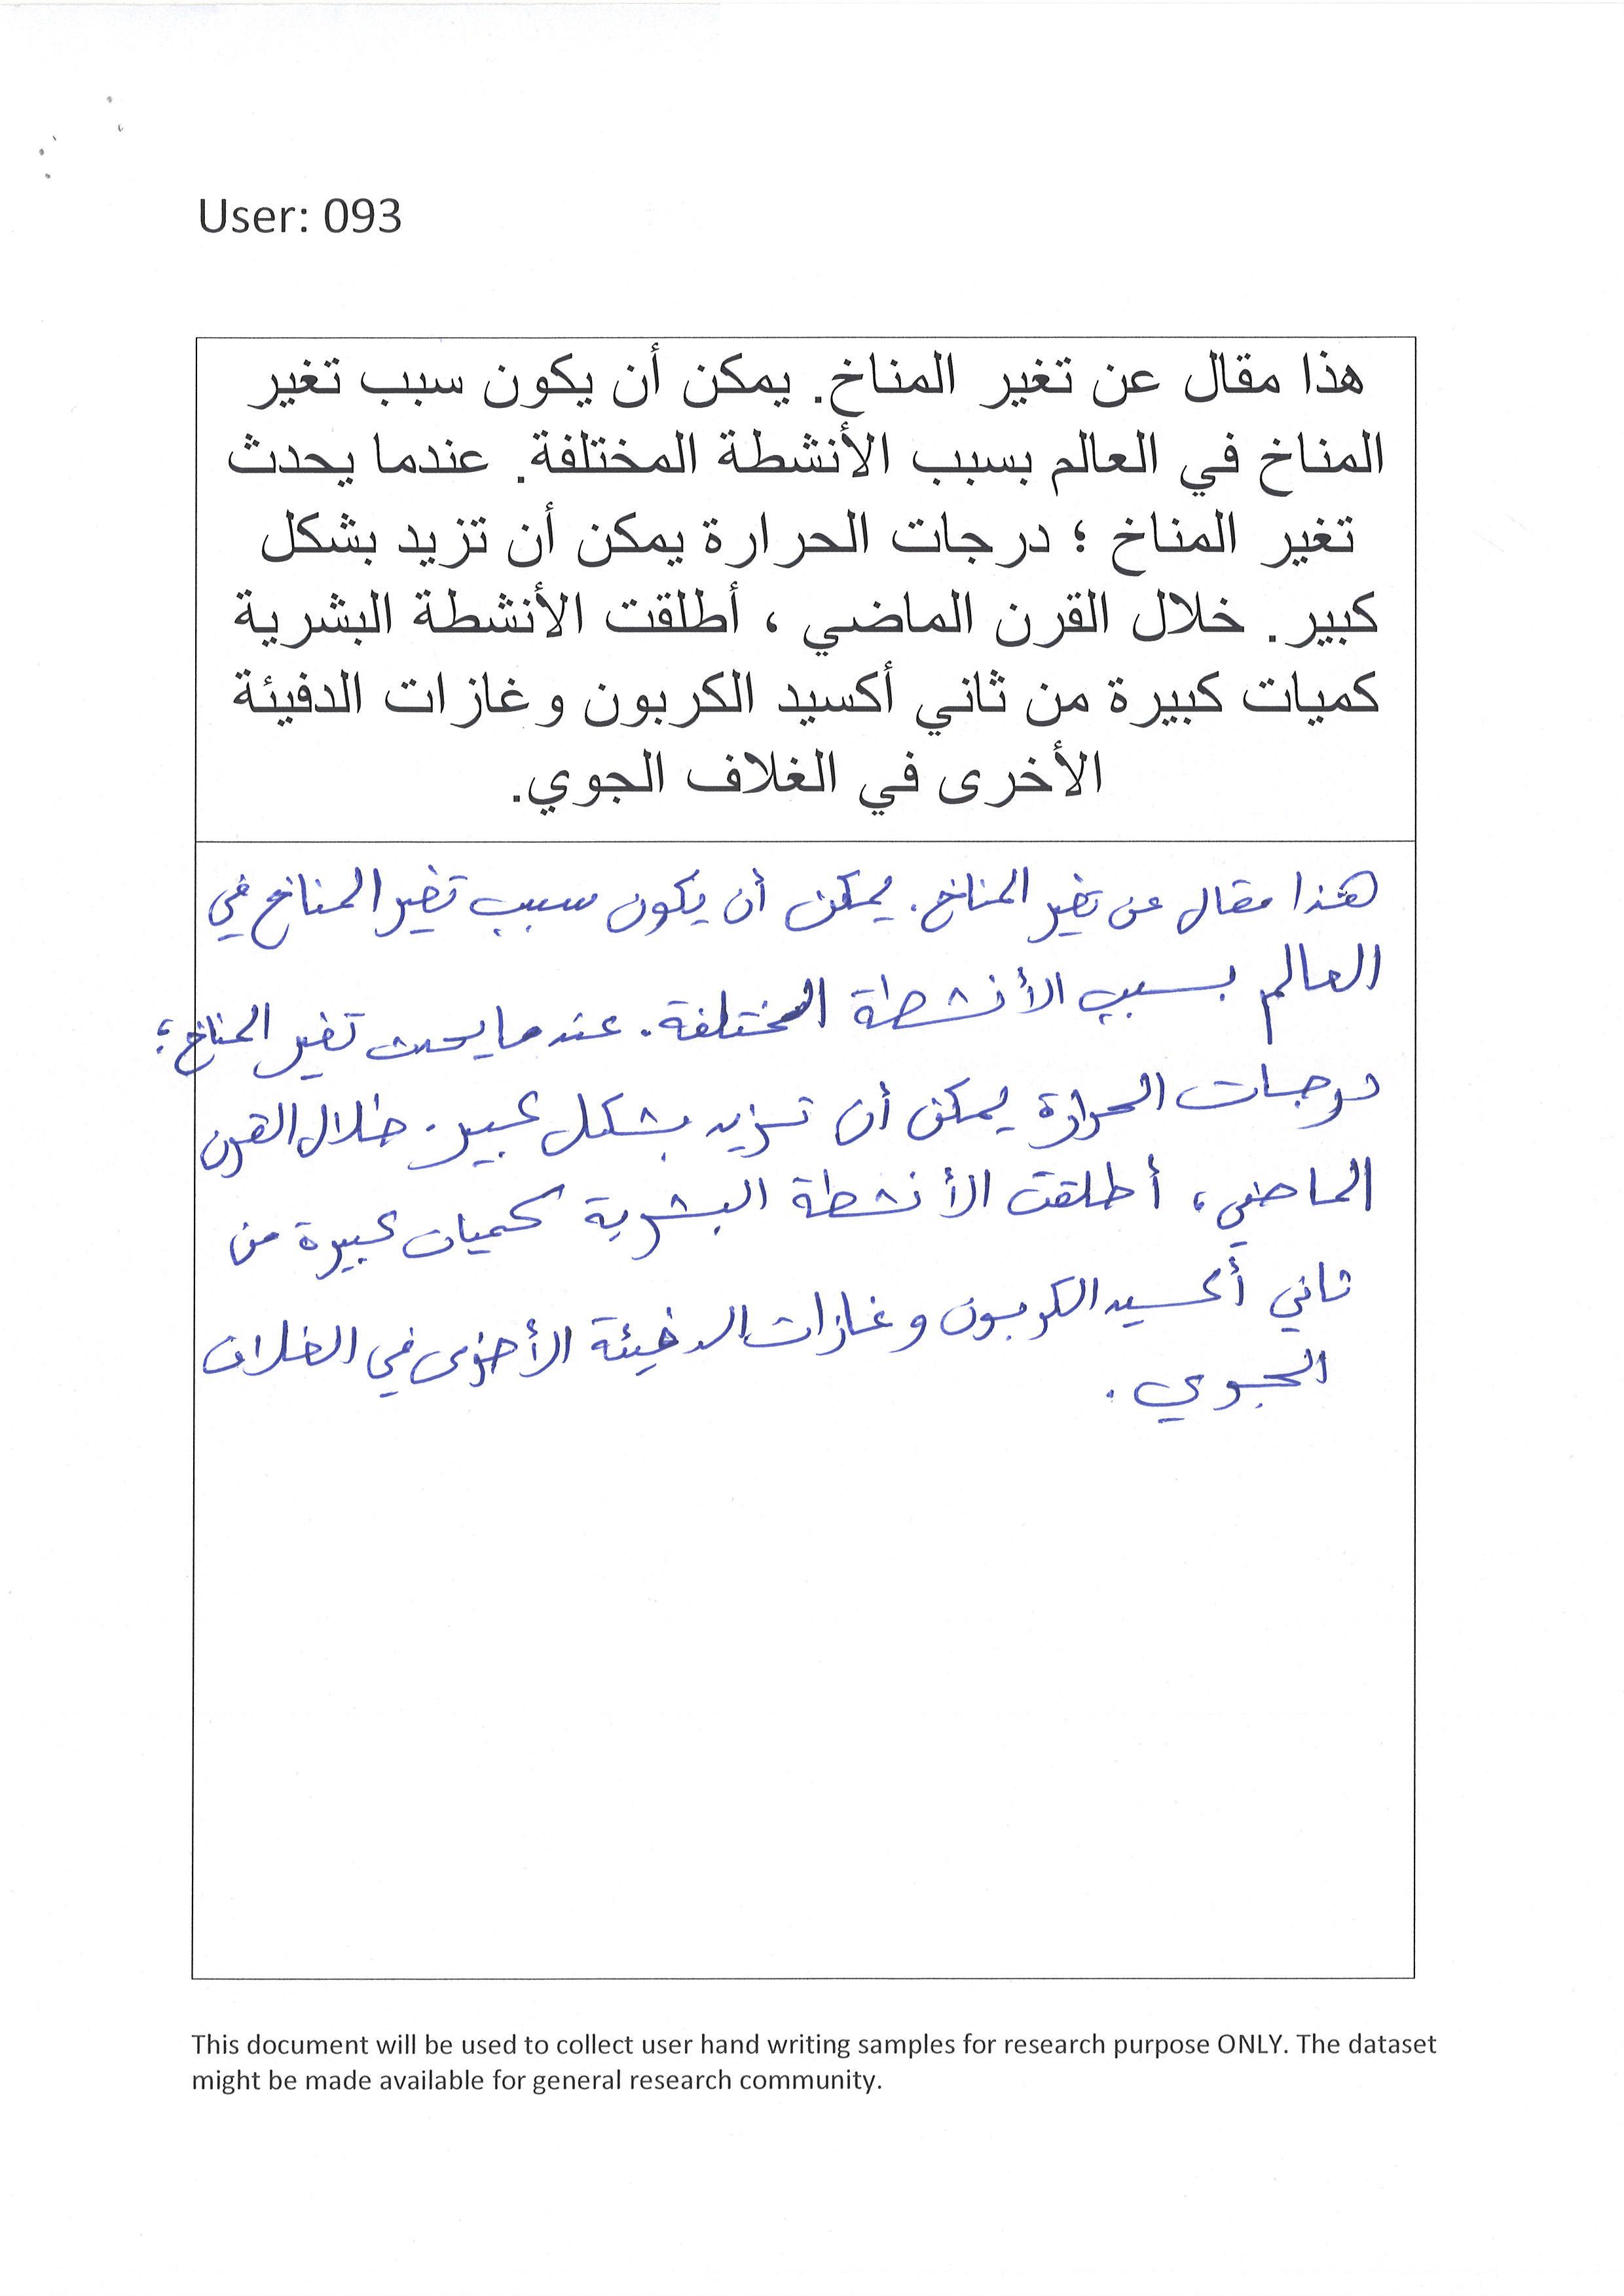 User: 093
هذا مقال عن تغير المناخ. يمكن أن يكون سبب تغير
المناخ في العالم بسبب الأنشطة المختلفة. عندما يحدث
تغير المناخ ؛ درجات الحرارة يمكن أن تزيد بشكل
كبير. خلال القرن الماضي ، أطلقت الأنشطة البشرية
كميات كبيرة من ثاني أكسيد الكربون وغازات الدفيئة
الأخرى في الغلاف الجوي.
هذا مقال عن تغير المناخ. يمكن أن يكون سبب تغير المناخ في
العالم بسبب الأنشطة المختلفة. عندما يحدث تغير المناخ؛
درجات الحرارة يمكن أن تزيد بشكل كبير. خلال القرن
الماضي، أطلقت الأنشطة البشرية كميات كبيرة من
ثاني أكسيد الكربون وغازات الدفيئة الأخرى في الغلاف
الجوي.
This document will be used to collect user hand writing samples for research purpose ONLY. The dataset
might be made available for general research community.